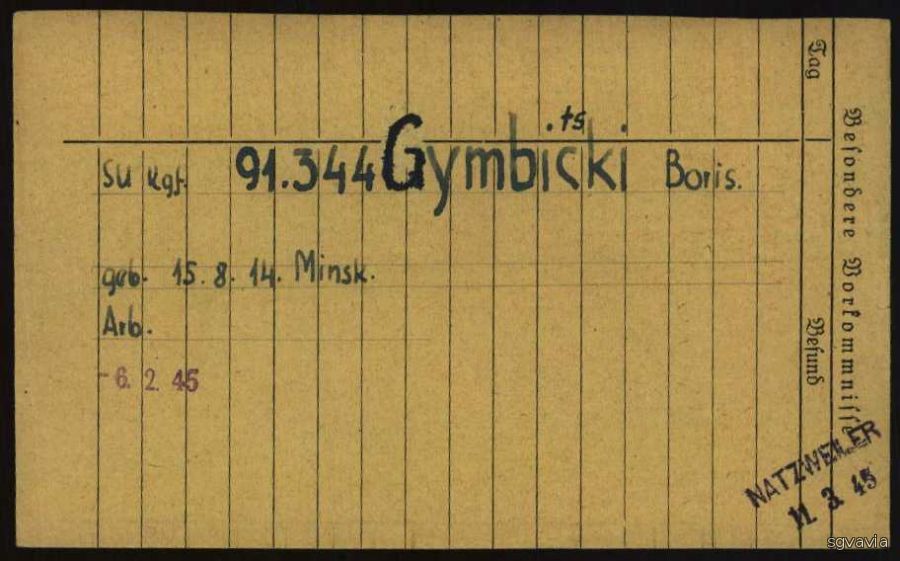 ts
SU Kgf. 91.344 Gymbicki Boris.
geb. 15. 8. 14. Minsk.
Arb.
- 6. 2. 45
Tag
Befund
Besondere Vorkommnisse
NATZWEILER
11. 3. 45
sgvavia